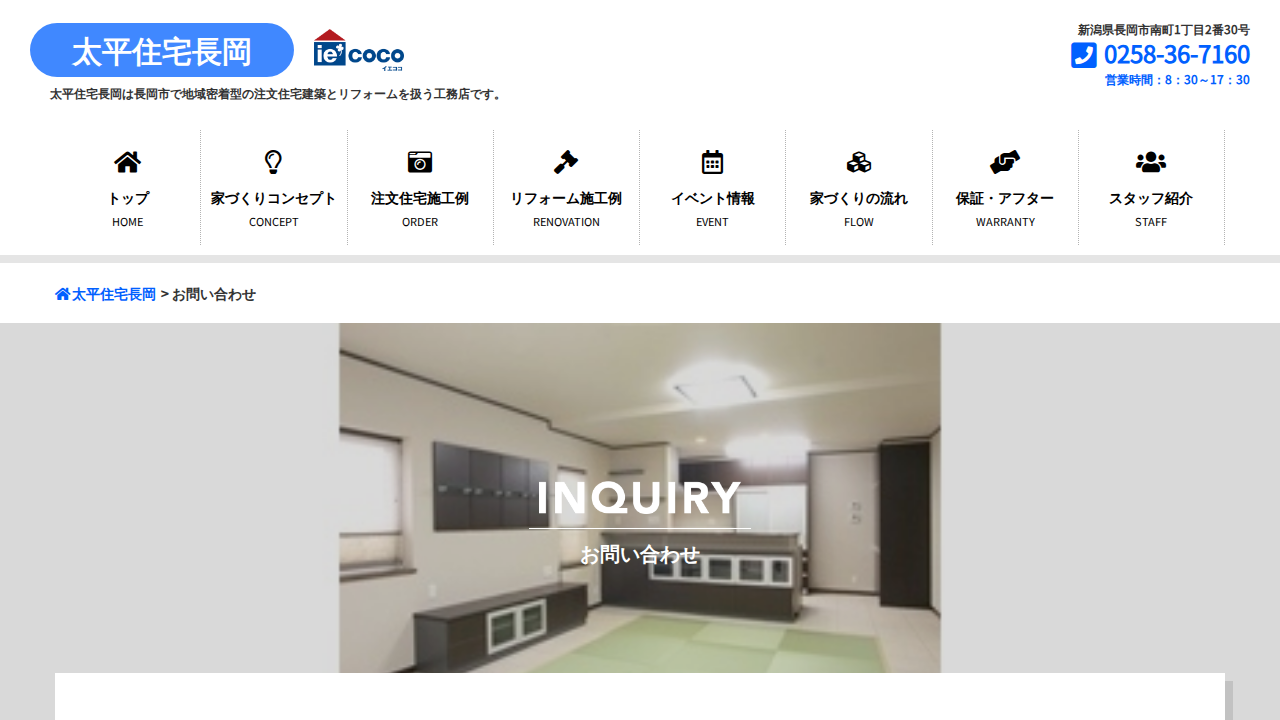 太平住宅長岡
ie coco
イエココ
太平住宅長岡は長岡市で地域密着型の注文住宅建築とリフォームを扱う工務店です。
新潟県長岡市南町1丁目2番30号
0258-36-7160
営業時間：8：30～17：30
トップ
HOME
家づくりコンセプト
CONCEPT
注文住宅施工例
ORDER
リフォーム施工例
RENOVATION
イベント情報
EVENT
家づくりの流れ
FLOW
保証・アフター
WARRANTY
スタッフ紹介
STAFF
太平住宅長岡 > お問い合わせ
INQUIRY
お問い合わせ